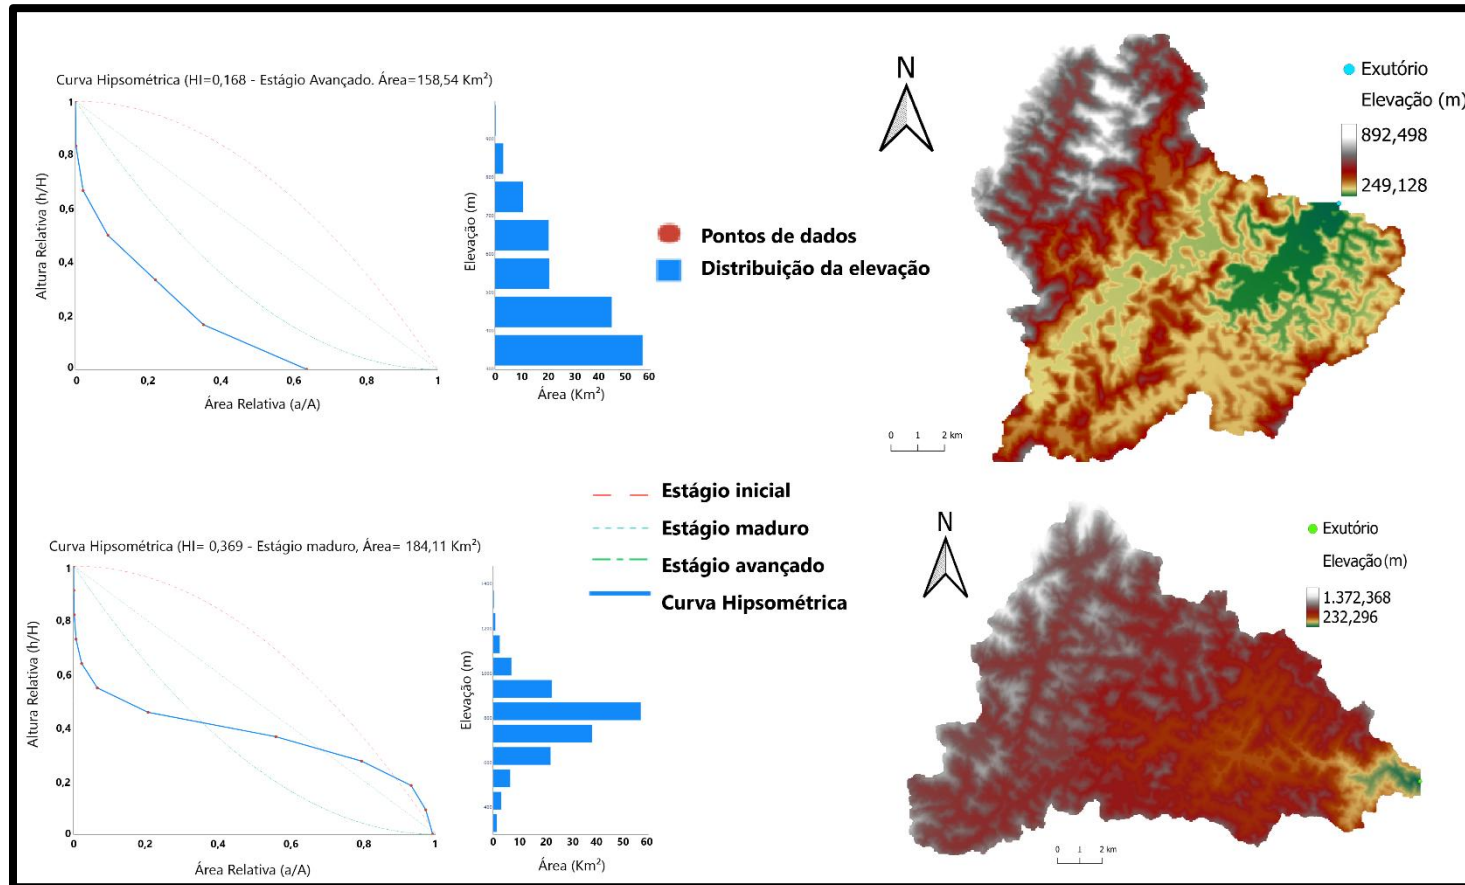 Curva Hipsométrica (HI=0,168 - Estágio Avançado. Área=158,54 Km²)
1
0,8
0,6
0,4
0,2
0
Altura Relativa (h/H)
0
0,2
0,4
0,6
0,8
1
Área Relativa (a/A)
Elevação (m)
0
10
20
30
40
50
60
Área (Km²)
Pontos de dados
Distribuição da elevação
N
Exutório
Elevação (m)
892,498
249,128
0 1 2 km
Estágio inicial
Estágio maduro
Estágio avançado
Curva Hipsométrica
Curva Hipsométrica (HI= 0,369 - Estágio maduro, Área= 184,11 Km²)
1
0,8
0,6
0,4
0,2
0
Altura Relativa (h/H)
0
0,2
0,4
0,6
0,8
1
Área Relativa (a/A)
1400
1200
1000
800
600
400
Elevação (m)
0
10
20
30
40
50
60
Área (Km²)
N
Exutório
Elevação (m)
1.372,368
232,296
0 1 2 km